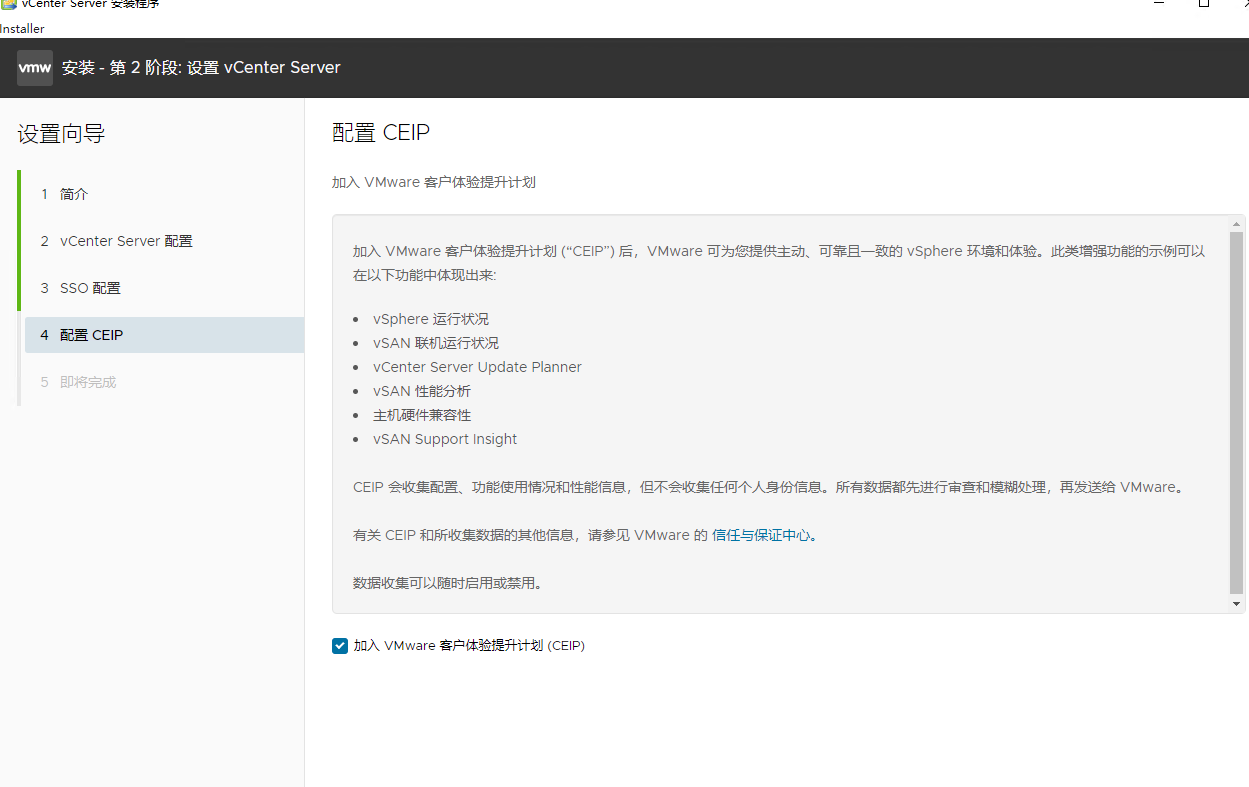 vCenter Server 安装程序
Installer
vmw 安装 - 第 2 阶段: 设置 vCenter Server
设置向导
1 简介
2 vCenter Server 配置
3 SSO 配置
4 配置 CEIP
5 即将完成
配置 CEIP
加入 VMware 客户体验提升计划
加入 VMware 客户体验提升计划 (“CEIP”) 后，VMware 可为您提供主动、可靠且一致的 vSphere 环境和体验。此类增强功能的示例可以
在以下功能中体现出来:
• vSphere 运行状况
• vSAN 联机运行状况
• vCenter Server Update Planner
• vSAN 性能分析
• 主机硬件兼容性
• vSAN Support Insight
CEIP 会收集配置、功能使用情况和性能信息，但不会收集任何个人身份信息。所有数据都先进行审查和模糊处理，再发送给 VMware。
有关 CEIP 和所收集数据的其他信息，请参见 VMware 的 信任与保证中心。
数据收集可以随时启用或禁用。
加入 VMware 客户体验提升计划 (CEIP)